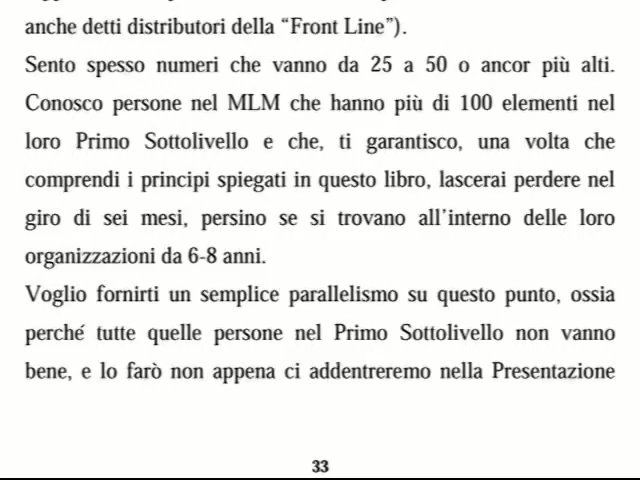 anche detti distributori della “Front Line”).
Sento spesso numeri che vanno da 25 a 50 o ancor più alti.
Conosco persone nel MLM che hanno più di 100 elementi nel
loro Primo Sottolivello e che, ti garantisco, una volta che
comprendi i principi spiegati in questo libro, lascerai perdere nel
giro di sei mesi, persino se si trovano all’interno delle loro
organizzazioni da 6-8 anni.
Voglio fornirti un semplice parallelismo su questo punto, ossia
perché tutte quelle persone nel Primo Sottolivello non vanno
bene, e lo farò non appena ci addentreremo nella Presentazione
33